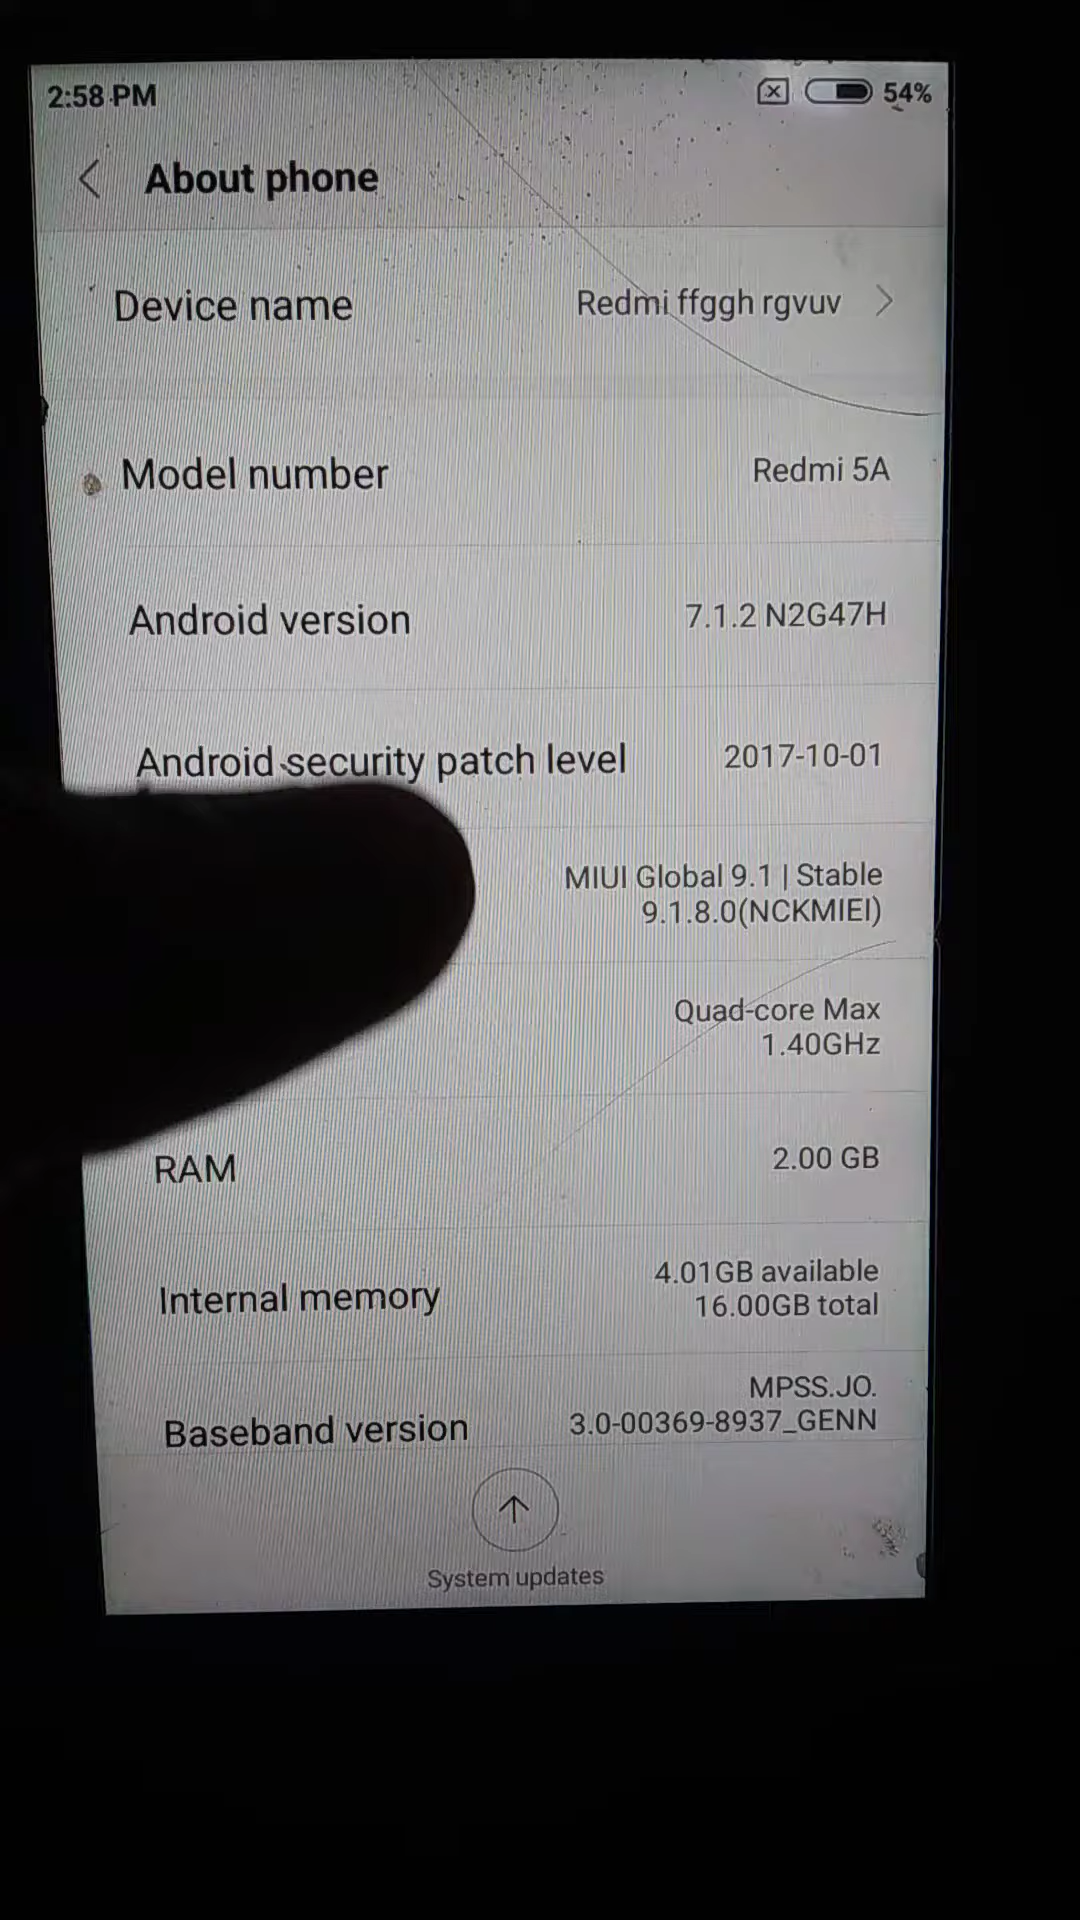 2:58 PM 54%
About phone
Device name Redmi ffggh rgvuv
Model number Redmi 5A
Android version 7.1.2 N2G47H
Android security patch level 2017-10-01
MIUI Global 9.1 | Stable
9.1.8.0(NCKMIEI)
Quad-core Max
1.40GHz
RAM 2.00 GB
Internal memory 4.01GB available
16.00GB total
Baseband version MPSS.JO.
3.0-00369-8937_GENN
System updates